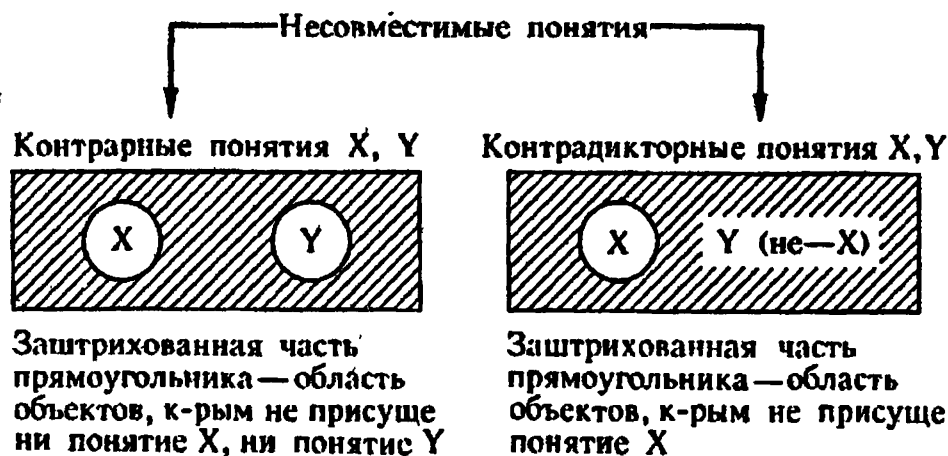 Несовместимые понятия
Контрарные понятия X, Y
X
Y
Заштрихованная часть
прямоугольника—область
объектов, к-рым не присуще
ни понятие X, ни понятие Y
Контрадикторные понятия X, Y
X
Y (не—X)
Заштрихованная часть
прямоугольника—область
объектов, к-рым не присуще
понятие X